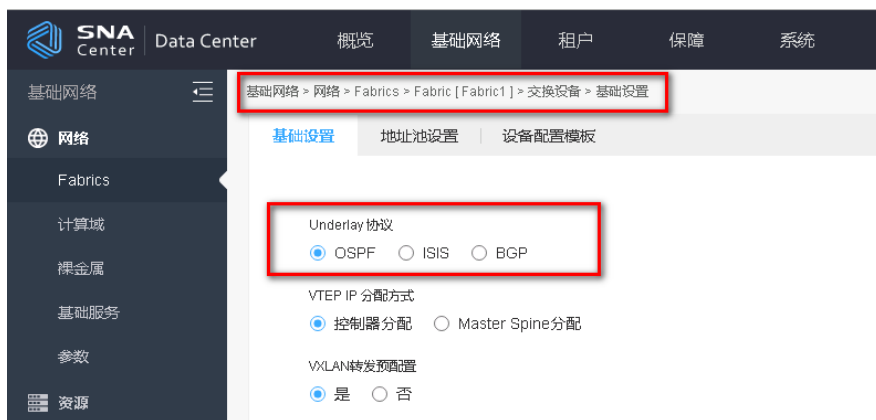 SNA Center Data Center 概览 基础网络 租户 保障 系统
基础网络 基础网络 > 网络 > Fabrics > Fabric [ Fabric1 ] > 交换设备 > 基础设置
网络 基础设置 地址池设置 设备配置模板
Fabrics
计算域 Underlay 协议
OSPF ISIS BGP
裸金属
VTEP IP 分配方式
基础服务 控制器分配 Master Spine分配
参数 VXLAN转发预配置
资源 是 否